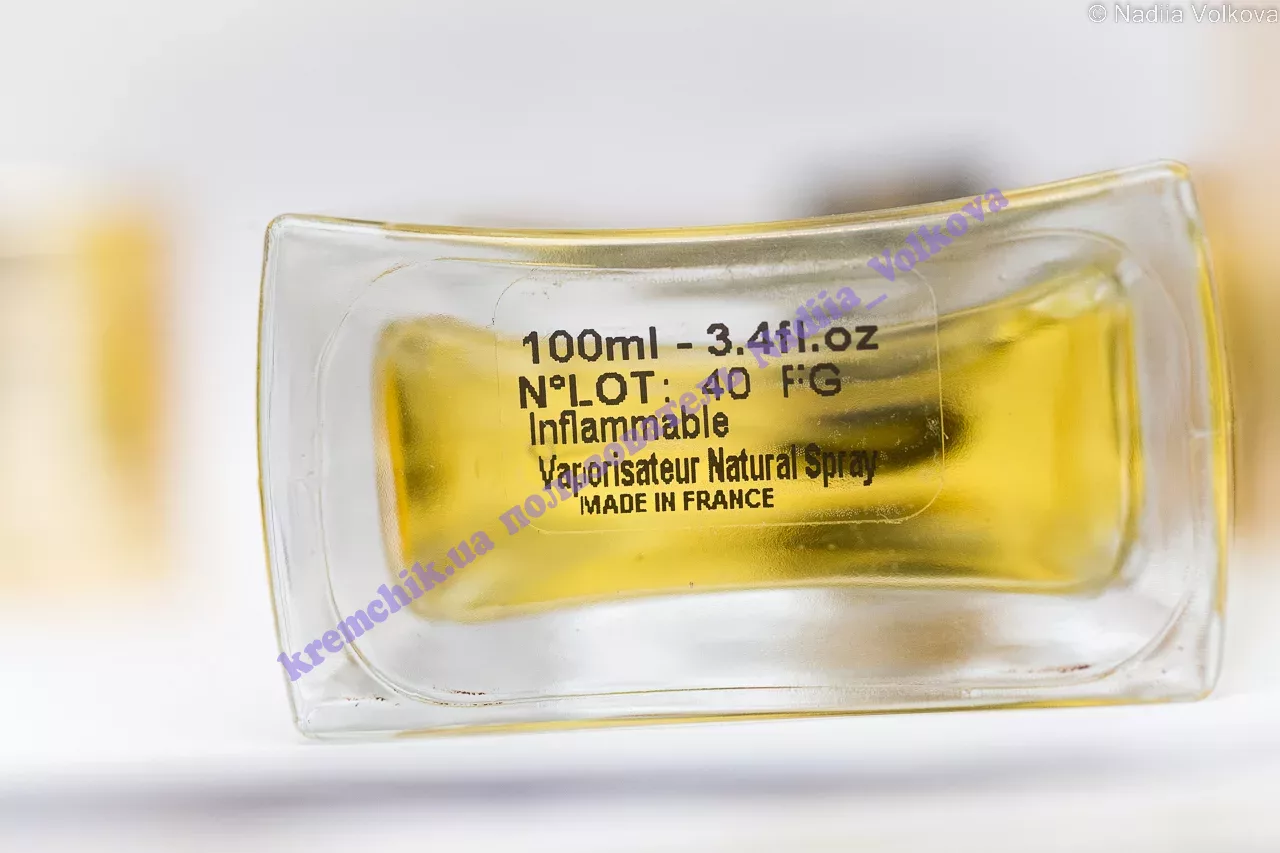 © Nadiia Volkova
100ml - 3.4fl.oz
N°LOT: 40 FG
Inflammable
Vaporisateur Natural Spray
MADE IN FRANCE
kremchik.ua пользователь Nadiia_Volkova